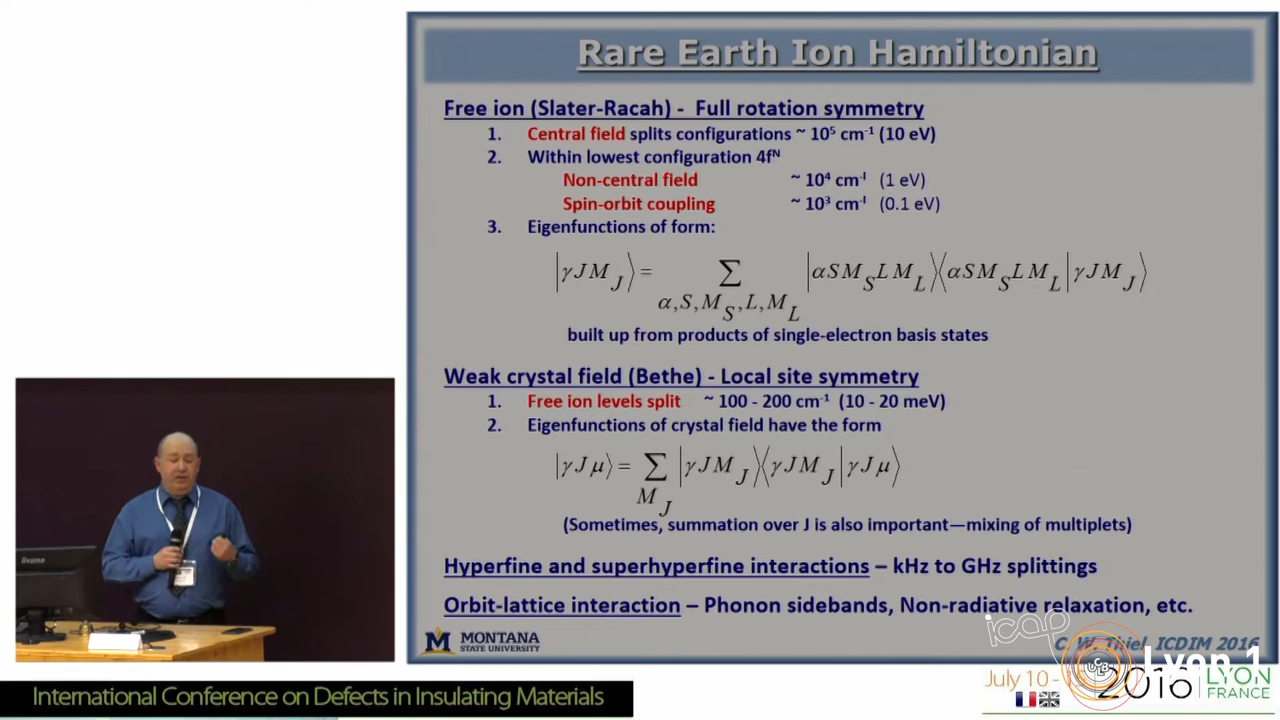 Rare Earth Ion Hamiltonian
Free ion (Slater-Racah) - Full rotation symmetry
1. Central field splits configurations ~ 10⁵ cm⁻¹ (10 eV)
2. Within lowest configuration 4fᴺ
Non-central field ~ 10⁴ cm⁻¹ (1 eV)
Spin-orbit coupling ~ 10³ cm⁻¹ (0.1 eV)
3. Eigenfunctions of form:
|γJM_J⟩ = ∑_{α,S,M_S,L,M_L} |αSM_SLM_L⟩⟨αSM_SLM_L|γJM_J⟩
built up from products of single-electron basis states
Weak crystal field (Bethe) - Local site symmetry
1. Free ion levels split ~ 100 - 200 cm⁻¹ (10 - 20 meV)
2. Eigenfunctions of crystal field have the form
|γJμ⟩ = ∑_{M_J} |γJM_J⟩⟨γJM_J|γJμ⟩
(Sometimes, summation over J is also important—mixing of multiplets)
Hyperfine and superhyperfine interactions – kHz to GHz splittings
Orbit-lattice interaction – Phonon sidebands, Non-radiative relaxation, etc.
M MONTANA
STATE UNIVERSITY
C. W. Thiel, ICDIM 2016
icap
UCBL
Lyon 1
iiyama
International Conference on Defects in Insulating Materials
July 10 -
2016
LYON
FRANCE